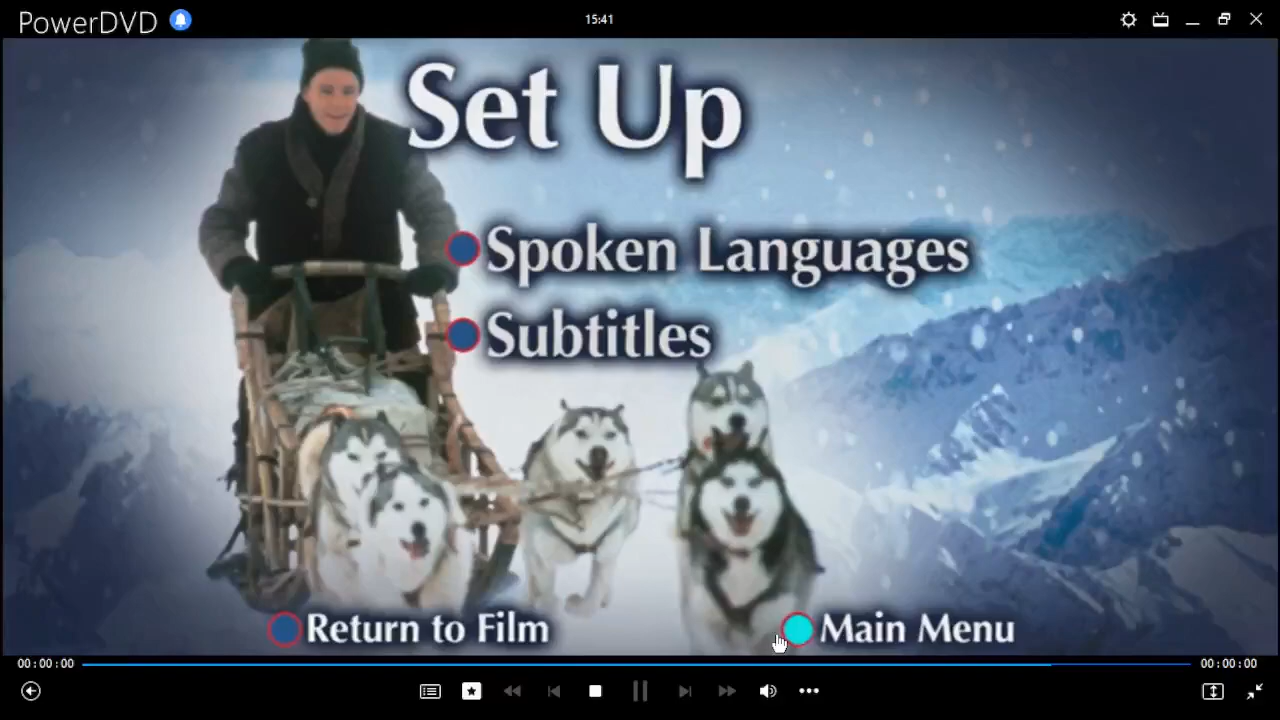 PowerDVD
15:41
Set Up
Spoken Languages
Subtitles
Return to Film
Main Menu
00:00:00
00:00:00